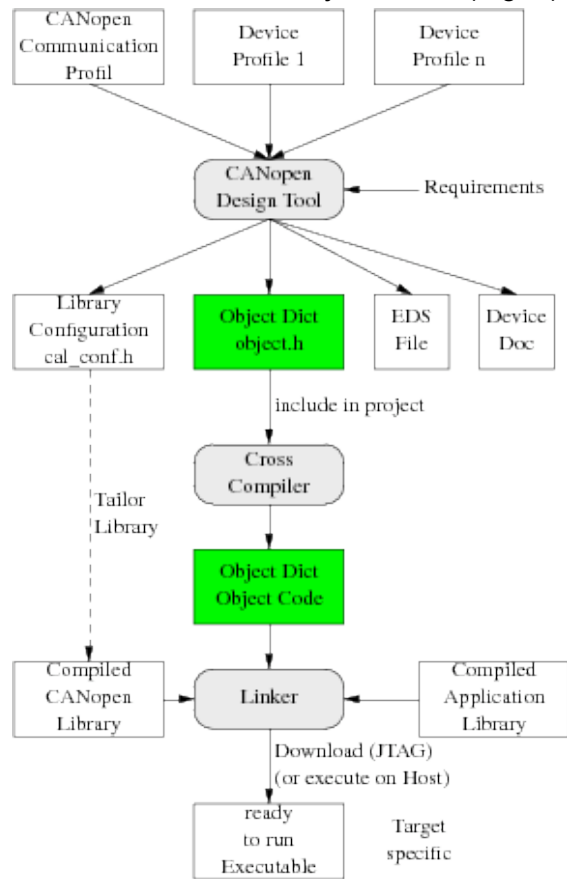 CANopen
Communication
Profil
Device
Profile 1
Device
Profile n
CANopen
Design Tool
Requirements
Library
Configuration
cal_conf.h
Object Dict
object.h
EDS
File
Device
Doc
include in project
Cross
Compiler
Tailor
Library
Object Dict
Object Code
Compiled
CANopen
Library
Linker
Compiled
Application
Library
Download (JTAG)
(or execute on Host)
ready
to run
Executable
Target
specific